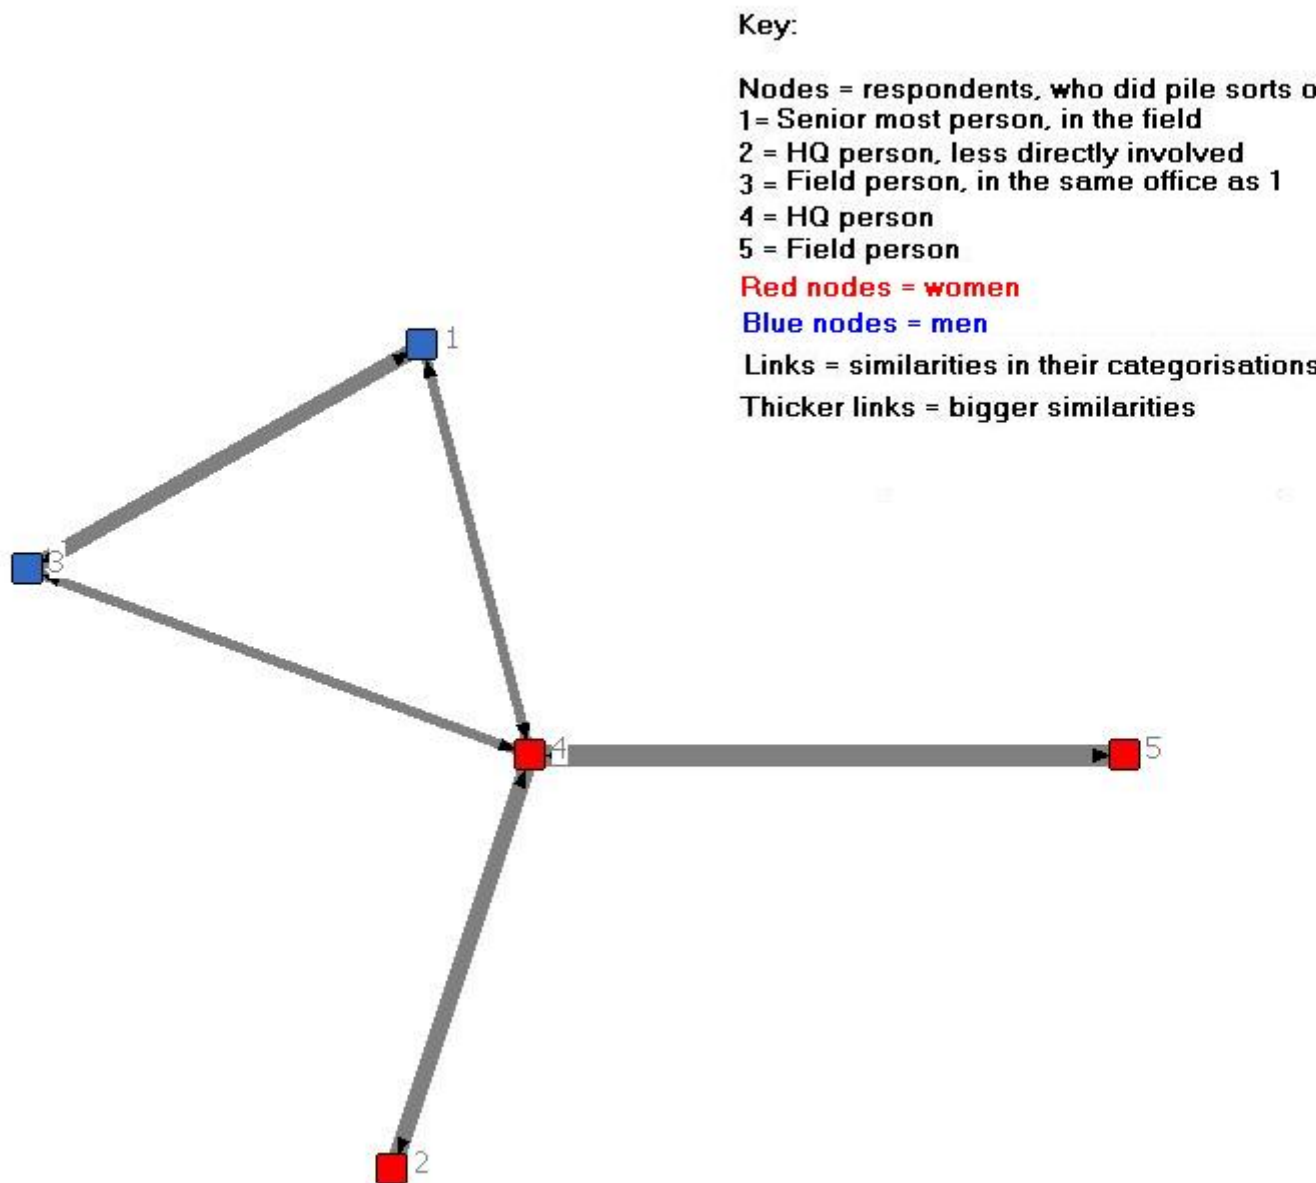 Key:
Nodes = respondents, who did pile sorts o
1= Senior most person, in the field
2 = HQ person, less directly involved
3 = Field person, in the same office as 1
4 = HQ person
5 = Field person
Red nodes = women
Blue nodes = men
Links = similarities in their categorisations
Thicker links = bigger similarities
1
3
4
5
2